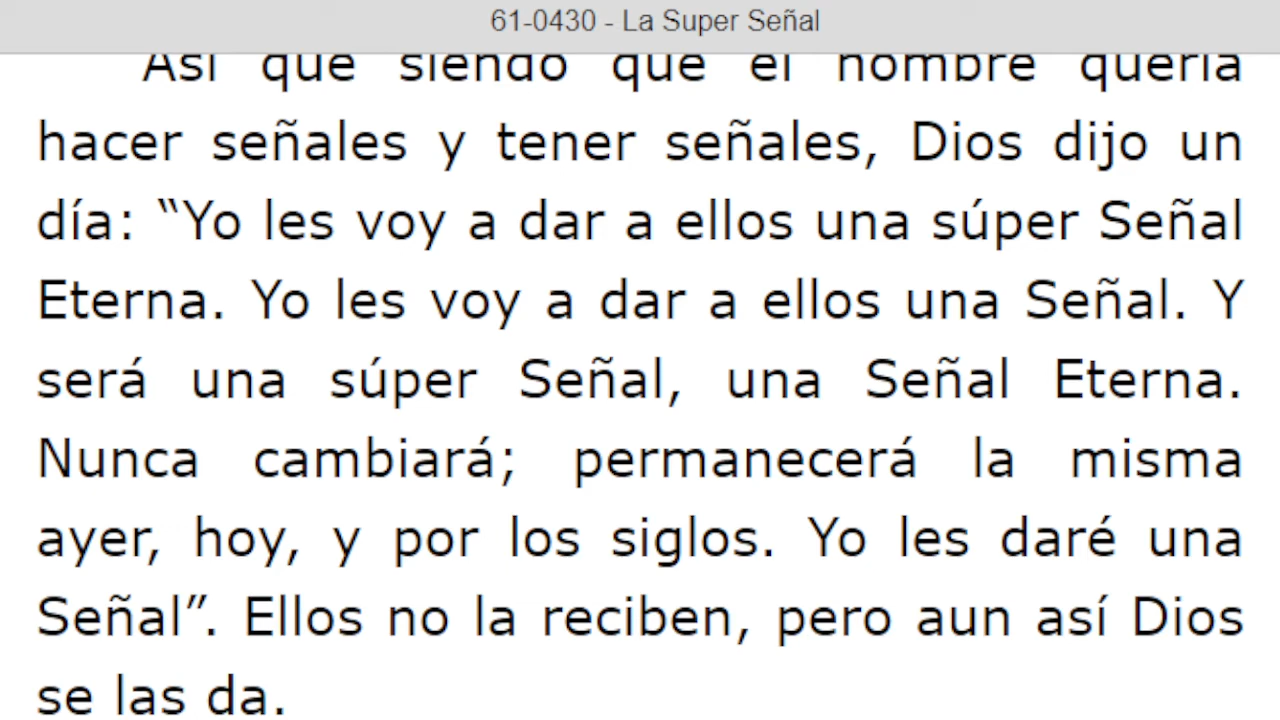 61-0430 - La Super Señal
Así que siendo que el hombre quería
hacer señales y tener señales, Dios dijo un
día: “Yo les voy a dar a ellos una súper Señal
Eterna. Yo les voy a dar a ellos una Señal. Y
será una súper Señal, una Señal Eterna.
Nunca cambiará; permanecerá la misma
ayer, hoy, y por los siglos. Yo les daré una
Señal”. Ellos no la reciben, pero aun así Dios
se las da.